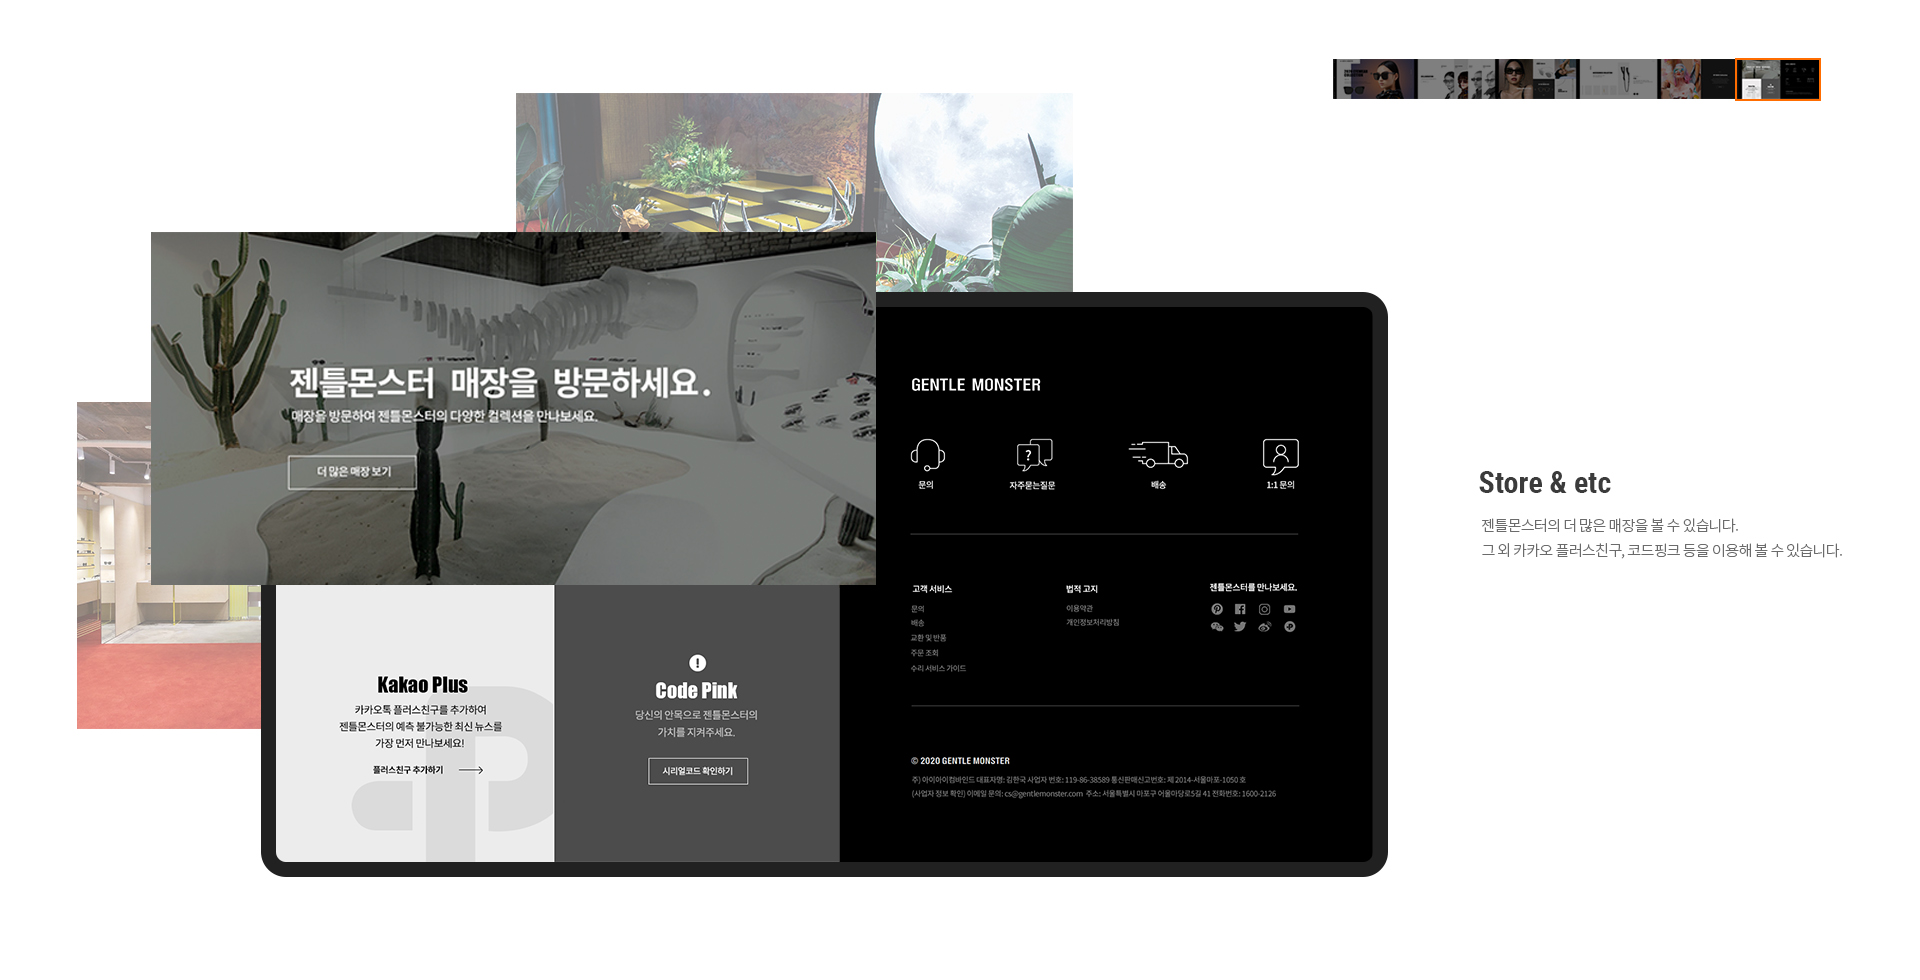 젠틀몬스터 매장을 방문하세요.
매장을 방문하여 젠틀몬스터의 다양한 컬렉션을 만나보세요.
더 많은 매장 보기
Kakao Plus
카카오톡 플러스친구를 추가하여
젠틀몬스터의 예측 불가능한 최신 뉴스를
가장 먼저 만나보세요!
플러스친구 추가하기
Code Pink
당신의 안목으로 젠틀몬스터의
가치를 지켜주세요.
시리얼코드 확인하기
GENTLE MONSTER
문의
자주묻는질문
?
배송
1:1 문의
고객 서비스
문의
배송
교환 및 반품
주문 조회
수리 서비스 가이드
법적 고지
이용약관
개인정보처리방침
젠틀몬스터를 만나보세요.
© 2020 GENTLE MONSTER
주) 아이아이컴바인드 대표자명: 김한국 사업자 번호: 119-86-38589 통신판매신고번호: 제 2014-서울마포-1050 호
(사업자 정보 확인) 이메일 문의: cs@gentlemonster.com 주소: 서울특별시 마포구 어울마당로5길 41 전화번호: 1600-2126
Store & etc
젠틀몬스터의 더 많은 매장을 볼 수 있습니다.
그 외 카카오 플러스친구, 코드핑크 등을 이용해 볼 수 있습니다.